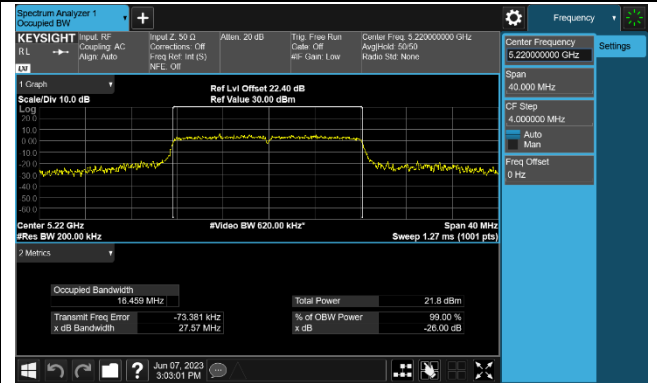 Spectrum Analyzer 1
Occupied BW
+
Frequency
KEYSIGHT
RL
LXI
Input: RF
Coupling: AC
Align: Auto
Input Z: 50 Ω
Corrections: Off
Freq Ref: Int (S)
NFE: Off
Atten: 20 dB
Trig: Free Run
Gate: Off
#IF Gain: Low
Center Freq: 5.220000000 GHz
Avg|Hold: 50/50
Radio Std: None
Center Frequency
5.220000000 GHz
Settings
Span
40.000 MHz
CF Step
4.000000 MHz
Auto
Man
Freq Offset
0 Hz
1 Graph
Scale/Div 10.0 dB
Ref Lvl Offset 22.40 dB
Ref Value 30.00 dBm
Log
20.0
10.0
0.00
-10.0
-20.0
-30.0
-40.0
-50.0
-60.0
Center 5.22 GHz
#Video BW 620.00 kHz*
Span 40 MHz
#Res BW 200.00 kHz
Sweep 1.27 ms (1001 pts)
2 Metrics
Occupied Bandwidth
16.459 MHz
Total Power
21.8 dBm
Transmit Freq Error
-73.381 kHz
% of OBW Power
99.00 %
x dB Bandwidth
27.57 MHz
x dB
-26.00 dB
?
Jun 07, 2023
3:03:01 PM